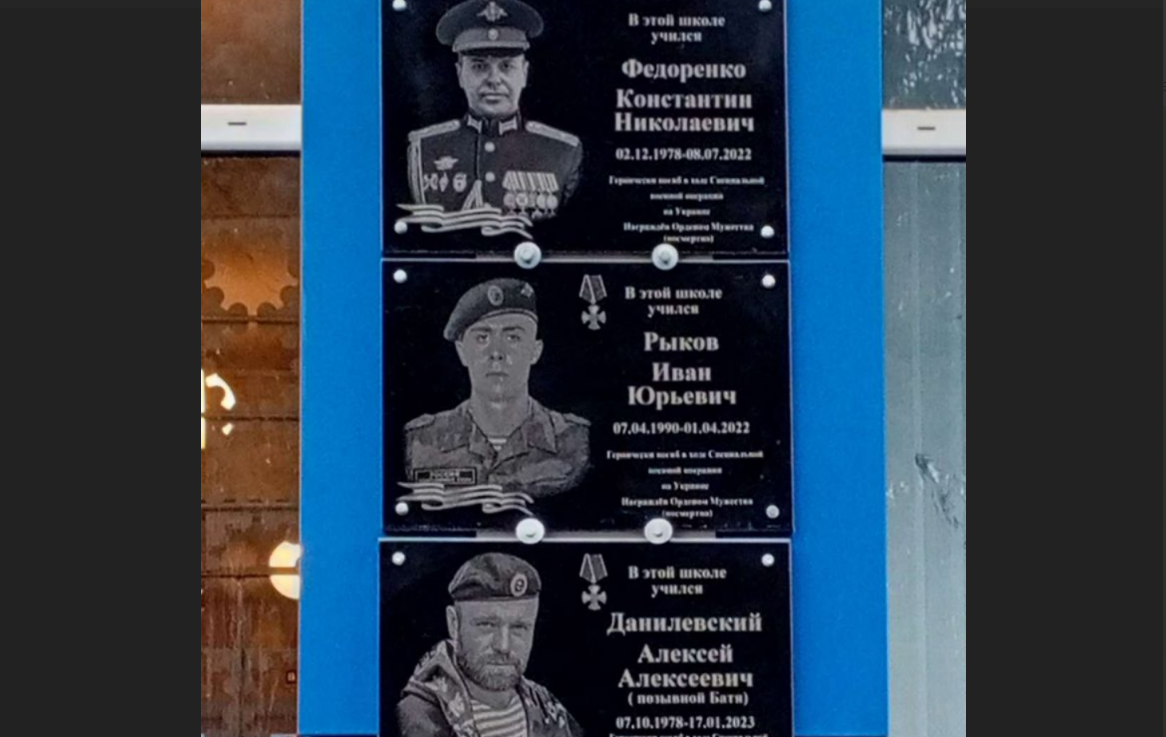 В этой школе
учился
Федоренко
Константин
Николаевич
02.12.1978-08.07.2022
Героически погиб в ходе Специальной
военной операции
на Украине
Награждён Орденом Мужества
(посмертно)
В этой школе
учился
Рыков
Иван
Юрьевич
07.04.1990-01.04.2022
Героически погиб в ходе Специальной
военной операции
на Украине
Награждён Орденом Мужества
(посмертно)
В этой школе
учился
Данилевский
Алексей
Алексеевич
( позывной Батя)
07.10.1978-17.01.2023